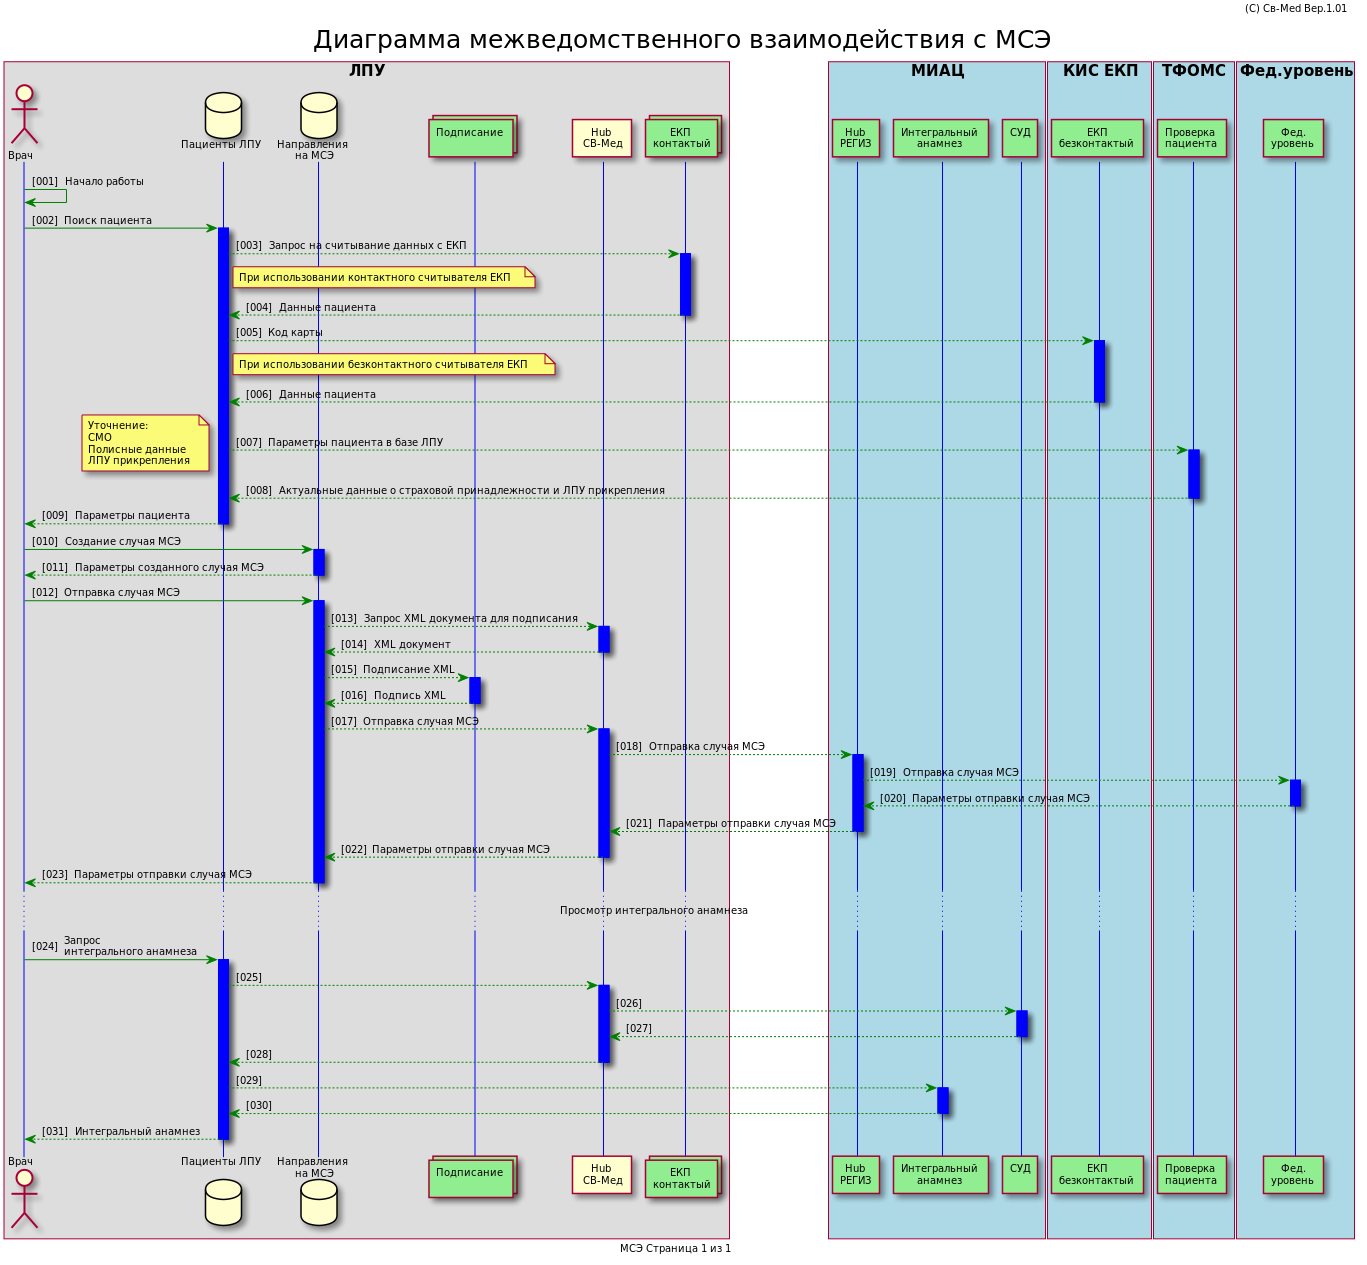 (C) Св-Med Вер.1.01
Диаграмма межведомственного взаимодействия с МСЭ
ЛПУ
МИАЦ
КИС ЕКП
ТФОМС
Фед.уровень
Врач
Пациенты ЛПУ
Направления
на МСЭ
Подписание
Hub
СВ-Мед
ЕКП
контактый
Hub
РЕГИЗ
Интегральный
анамнез
СУД
ЕКП
безконтактый
Проверка
пациента
Фед.
уровень
[001] Начало работы
[002] Поиск пациента
[003] Запрос на считывание данных с ЕКП
При использовании контактного считывателя ЕКП
[004] Данные пациента
[005] Код карты
При использовании безконтактного считывателя ЕКП
[006] Данные пациента
Уточнение:
СМО
Полисные данные
ЛПУ прикрепления
[007] Параметры пациента в базе ЛПУ
[008] Актуальные данные о страховой принадлежности и ЛПУ прикрепления
[009] Параметры пациента
[010] Создание случая МСЭ
[011] Параметры созданного случая МСЭ
[012] Отправка случая МСЭ
[013] Запрос XML документа для подписания
[014] XML документ
[015] Подписание XML
[016] Подпись XML
[017] Отправка случая МСЭ
[018] Отправка случая МСЭ
[019] Отправка случая МСЭ
[020] Параметры отправки случая МСЭ
[021] Параметры отправки случая МСЭ
[022] Параметры отправки случая МСЭ
[023] Параметры отправки случая МСЭ
Просмотр интегрального анамнеза
[024] Запрос
интегрального анамнеза
[025]
[026]
[027]
[028]
[029]
[030]
[031] Интегральный анамнез
Врач
Пациенты ЛПУ
Направления
на МСЭ
Подписание
Hub
СВ-Мед
ЕКП
контактый
Hub
РЕГИЗ
Интегральный
анамнез
СУД
ЕКП
безконтактый
Проверка
пациента
Фед.
уровень
МСЭ Страница 1 из 1